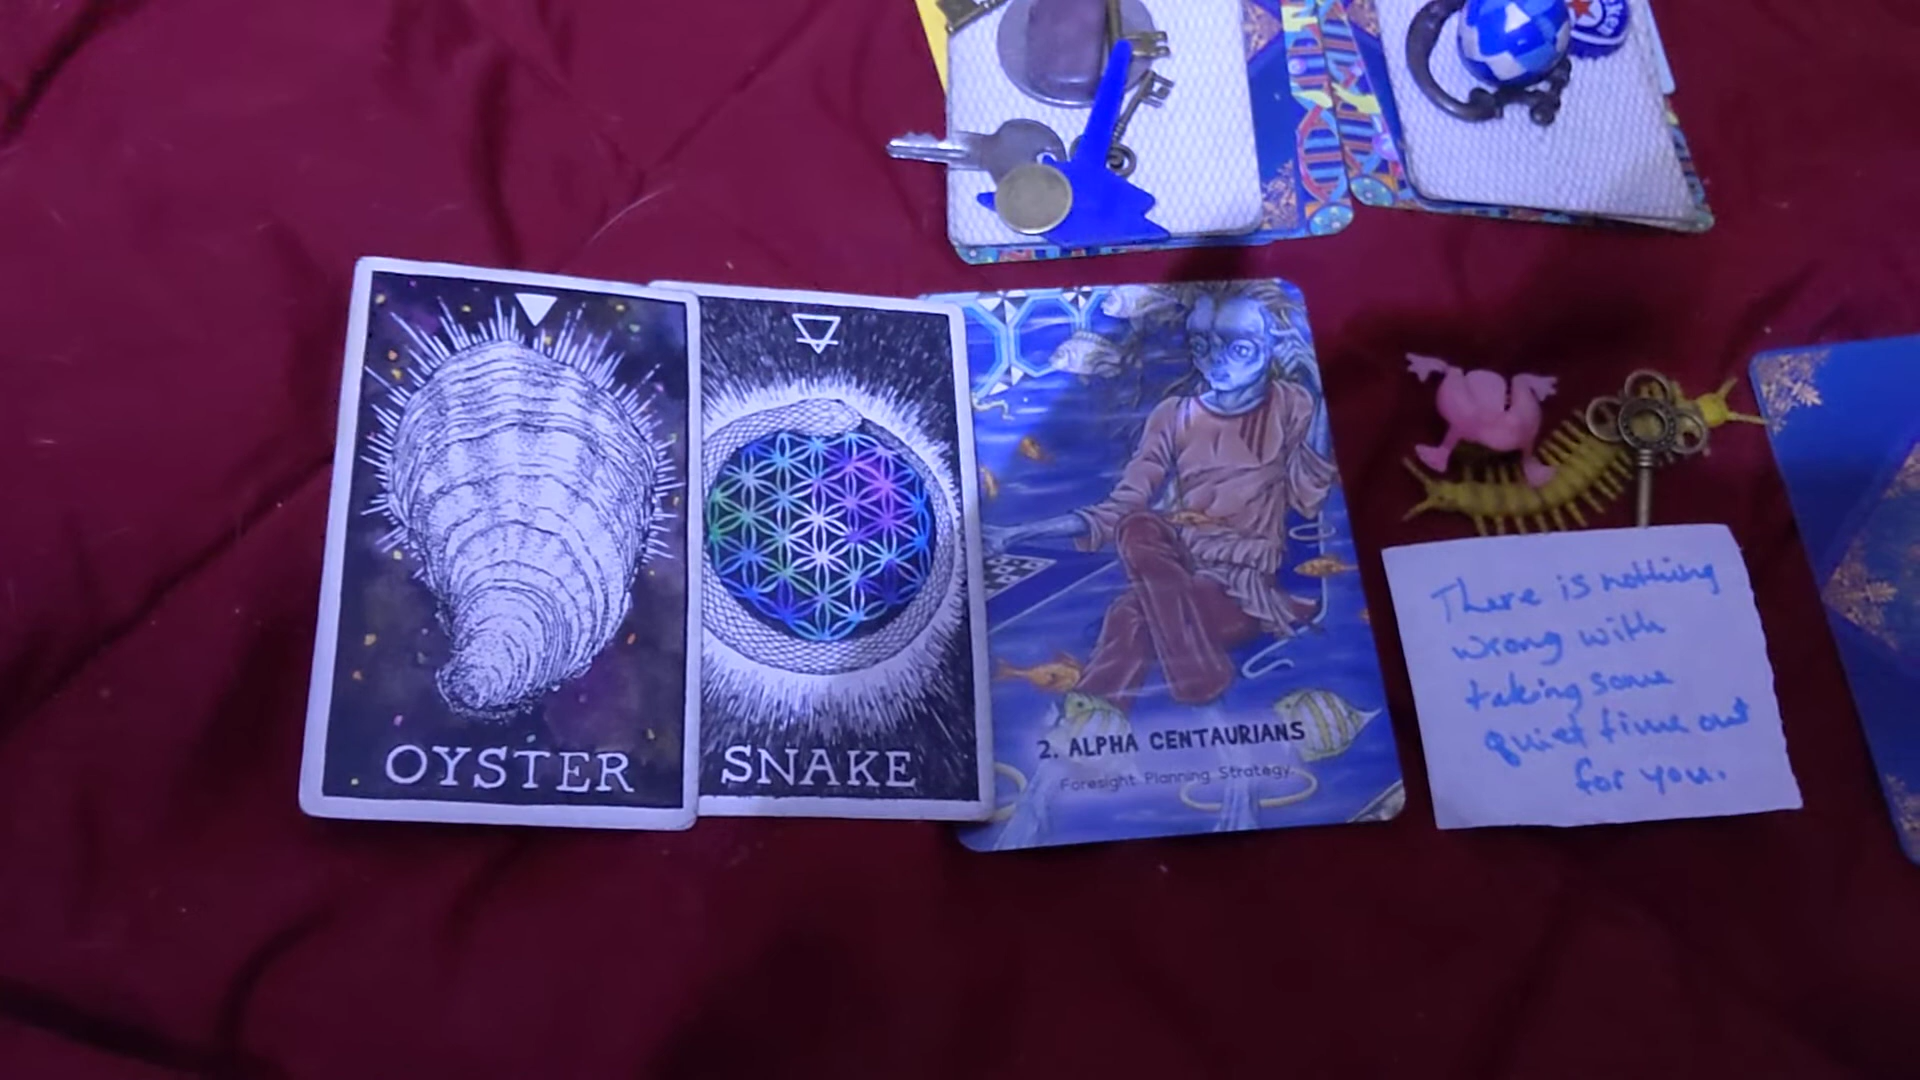 OYSTER
SNAKE
2. ALPHA CENTAURIANS
Foresight. Planning. Strategy.
There is nothing
wrong with
taking some
quiet time out
for you.